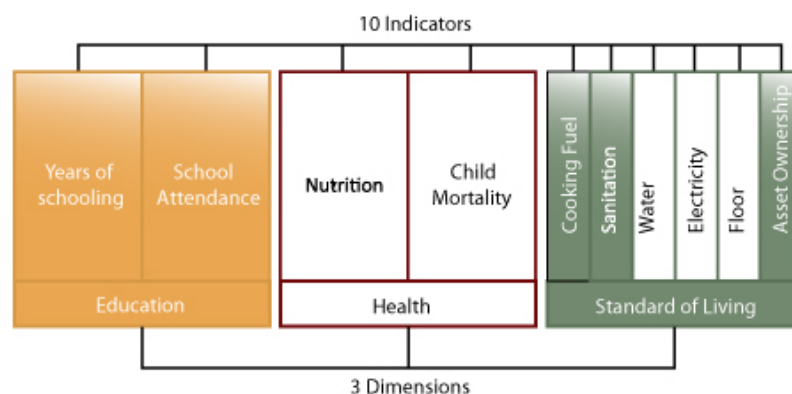 10 Indicators
Years of
schooling
School
Attendance
Nutrition
Child
Mortality
Cooking Fuel
Sanitation
Water
Electricity
Floor
Asset Ownership
Education
Health
Standard of Living
3 Dimensions